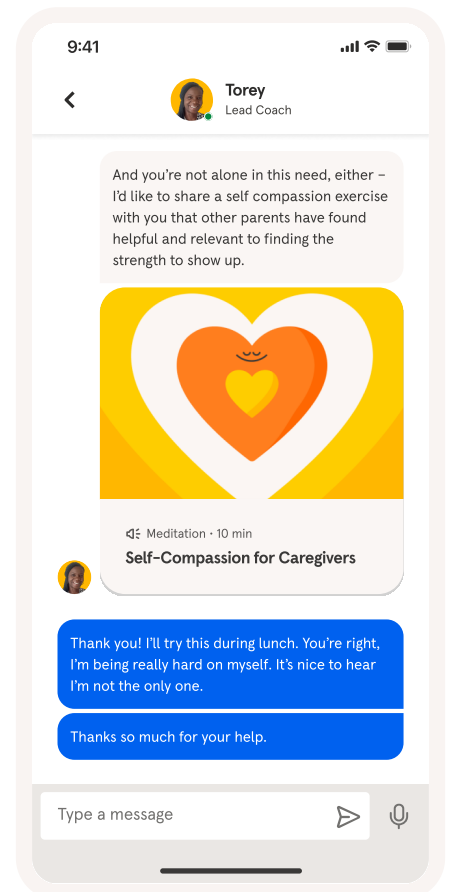 9:41
Torey
Lead Coach
And you’re not alone in this need, either –
I’d like to share a self compassion exercise
with you that other parents have found
helpful and relevant to finding the
strength to show up.
Meditation · 10 min
Self-Compassion for Caregivers
Thank you! I’ll try this during lunch. You’re right,
I’m being really hard on myself. It’s nice to hear
I’m not the only one.
Thanks so much for your help.
Type a message